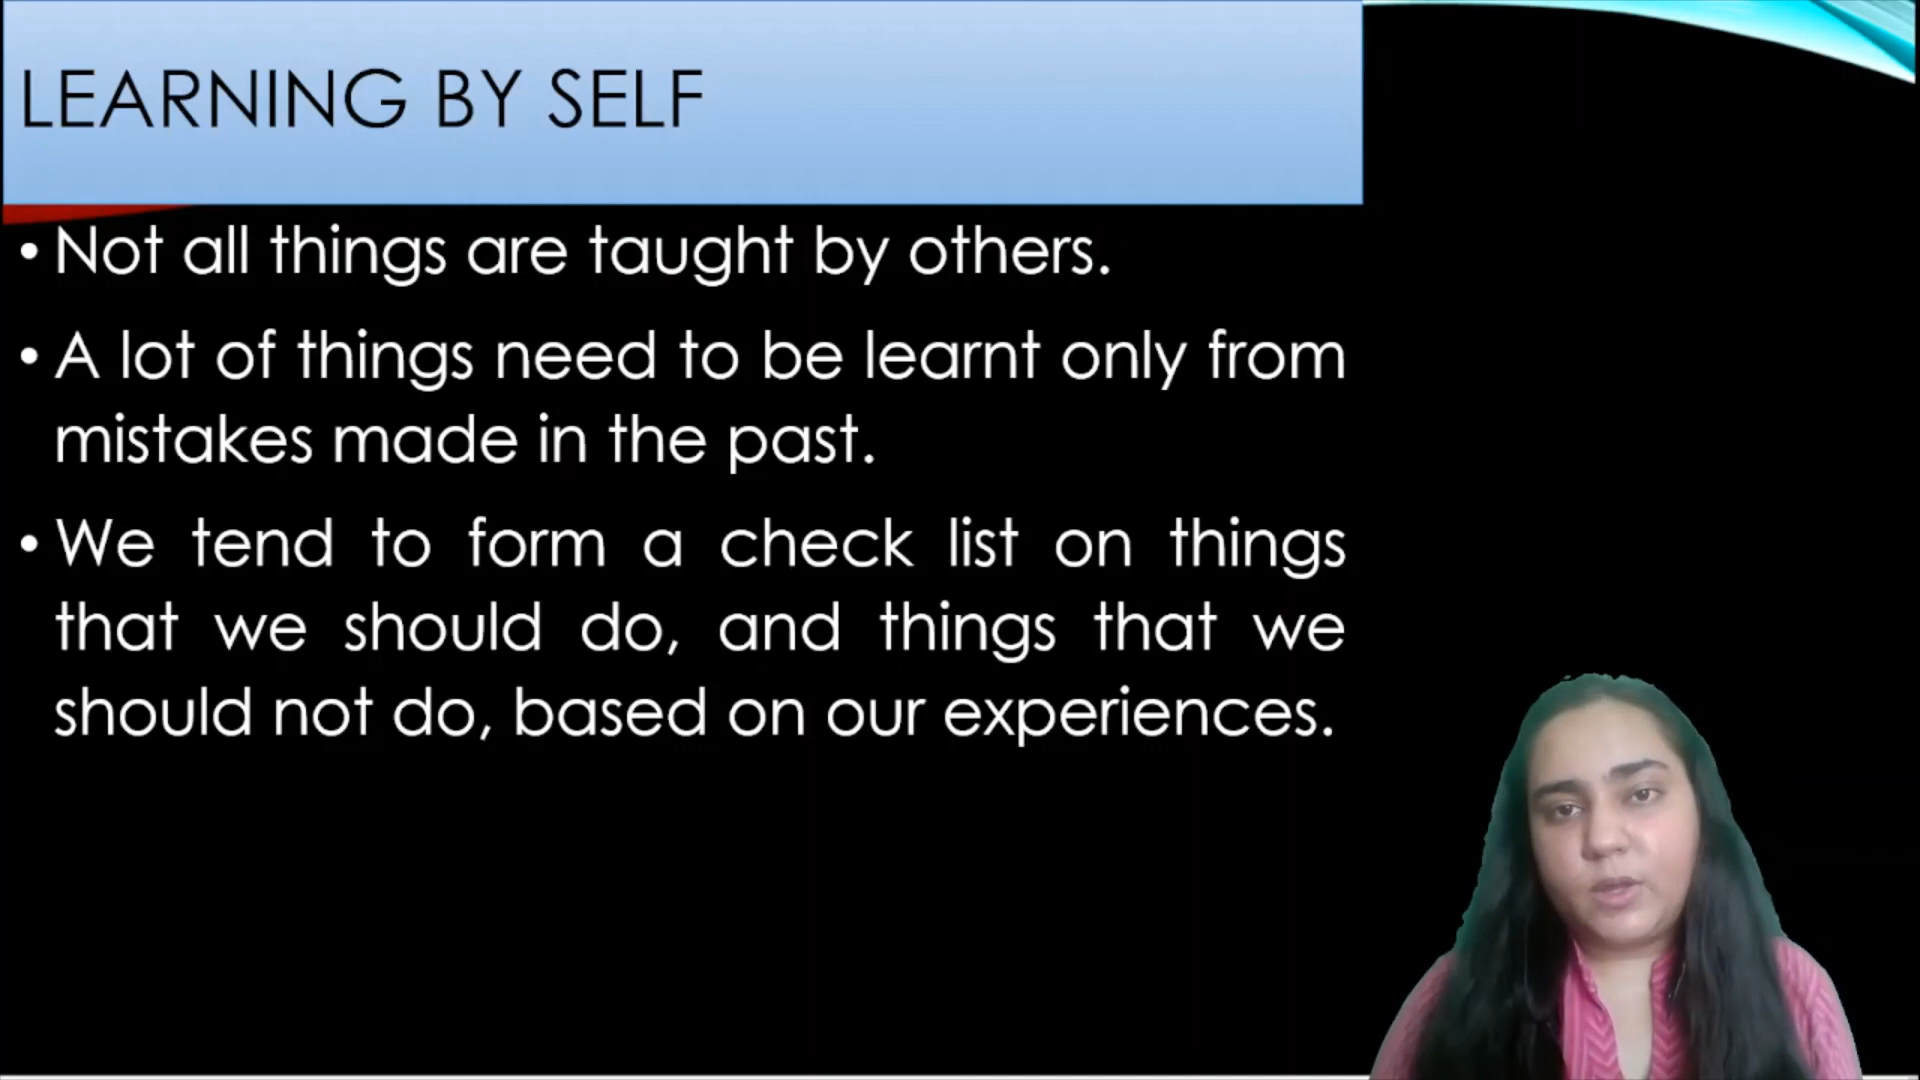 LEARNING BY SELF
• Not all things are taught by others.
• A lot of things need to be learnt only from
mistakes made in the past.
• We tend to form a check list on things
that we should do, and things that we
should not do, based on our experiences.